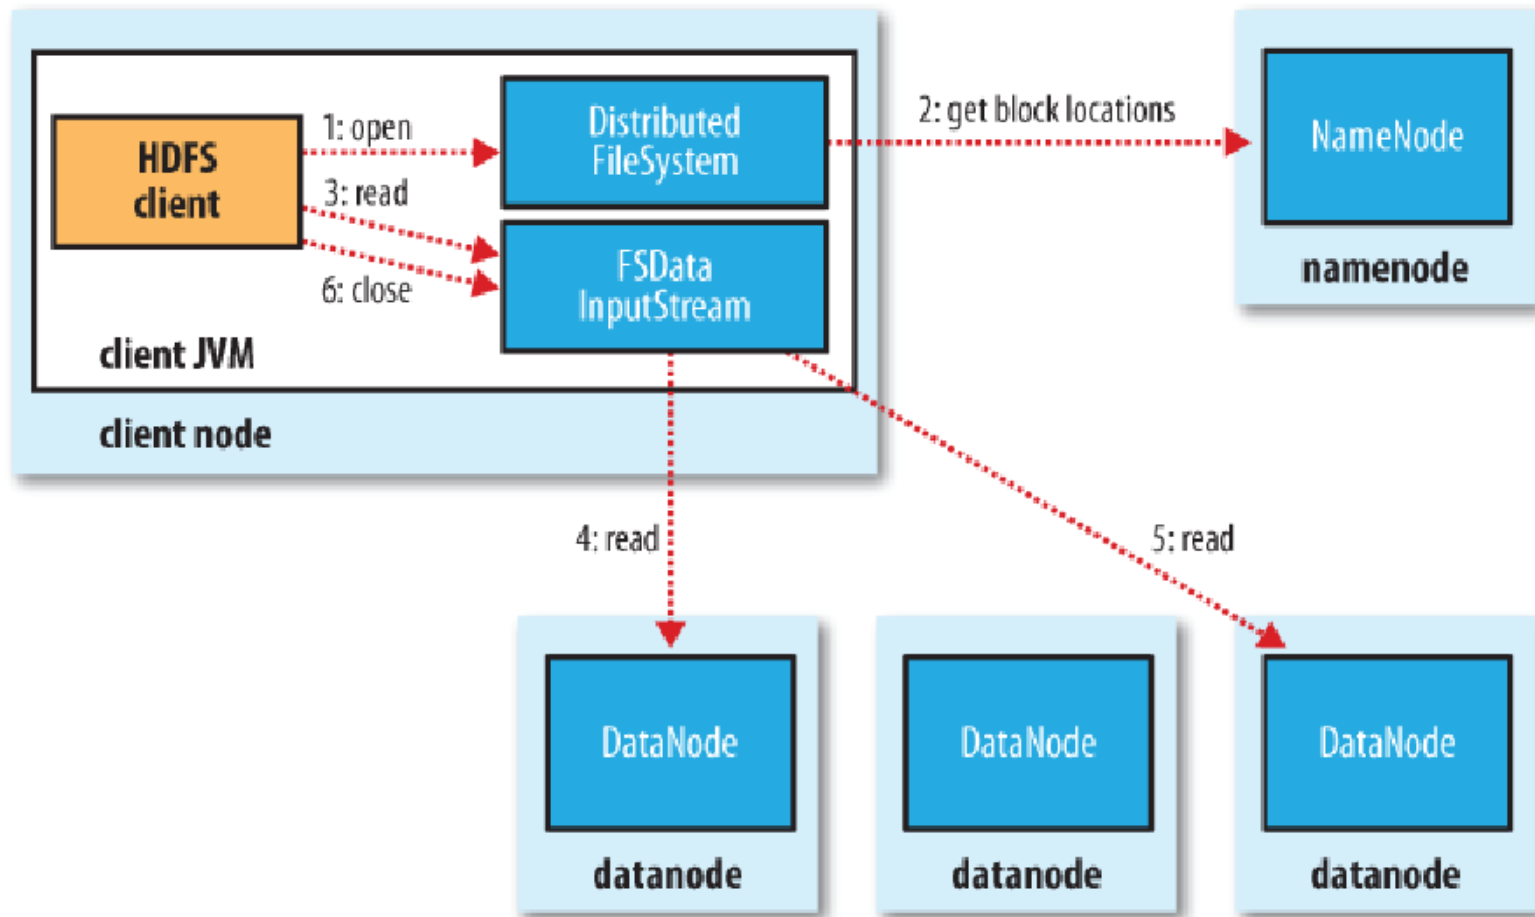 1: open
HDFS
client
3: read
6: close
Distributed
FileSystem
FSData
InputStream
client JVM
client node
2: get block locations
NameNode
namenode
4: read
5: read
DataNode
datanode
DataNode
datanode
DataNode
datanode